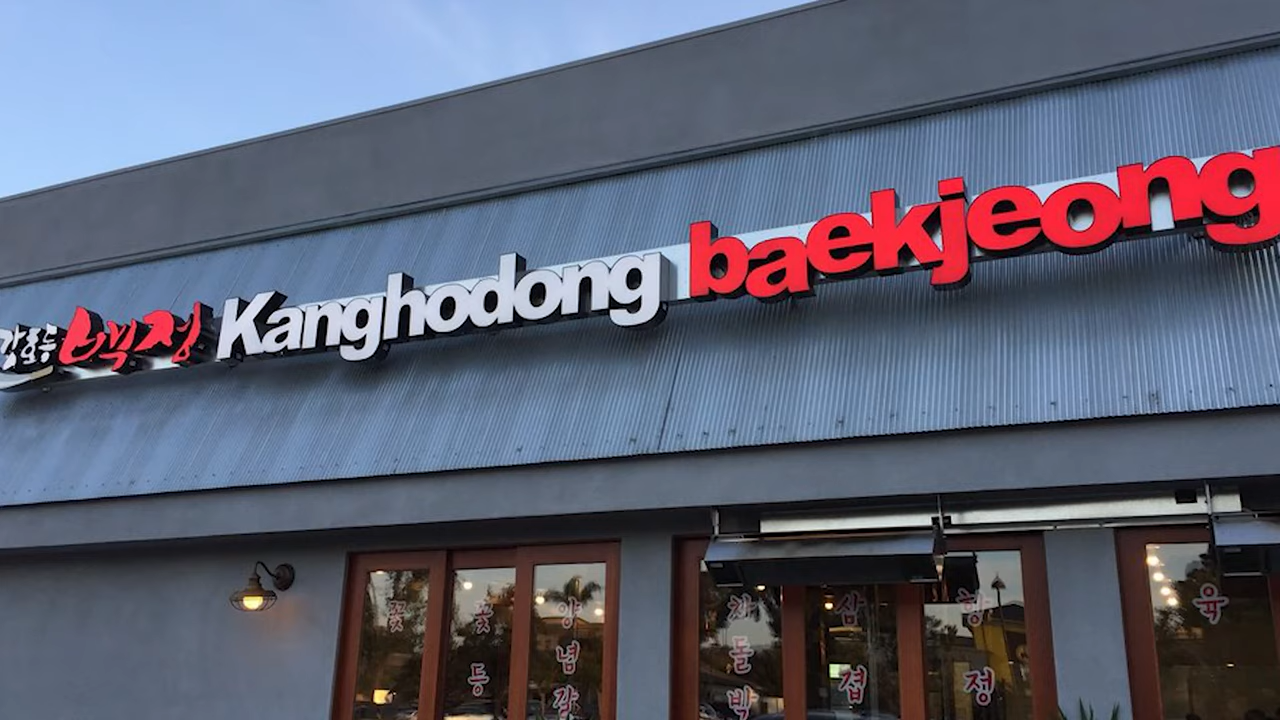 강호동 백정 Kanghodong baekjeong
꽃
꽃
등
양
념
갈
차
돌
박
삼
겹
항
정
육